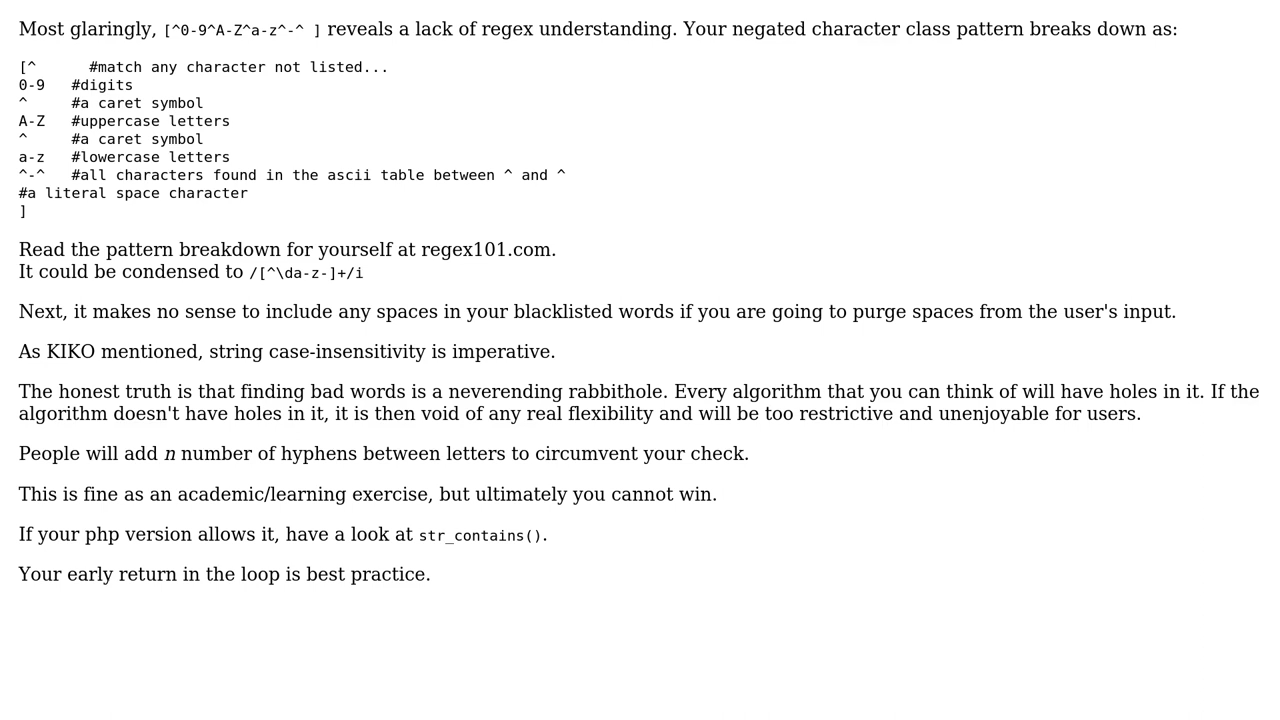 Most glaringly, [^0-9^A-Z^a-z^-^ ] reveals a lack of regex understanding. Your negated character class pattern breaks down as:
[^      #match any character not listed...
0-9   #digits
^     #a caret symbol
A-Z   #uppercase letters
^     #a caret symbol
a-z   #lowercase letters
^-^   #all characters found in the ascii table between ^ and ^
#a literal space character
]
Read the pattern breakdown for yourself at regex101.com.
It could be condensed to /[^\da-z-]+/i
Next, it makes no sense to include any spaces in your blacklisted words if you are going to purge spaces from the user's input.
As KIKO mentioned, string case-insensitivity is imperative.
The honest truth is that finding bad words is a neverending rabbithole. Every algorithm that you can think of will have holes in it. If the
algorithm doesn't have holes in it, it is then void of any real flexibility and will be too restrictive and unenjoyable for users.
People will add n number of hyphens between letters to circumvent your check.
This is fine as an academic/learning exercise, but ultimately you cannot win.
If your php version allows it, have a look at str_contains().
Your early return in the loop is best practice.